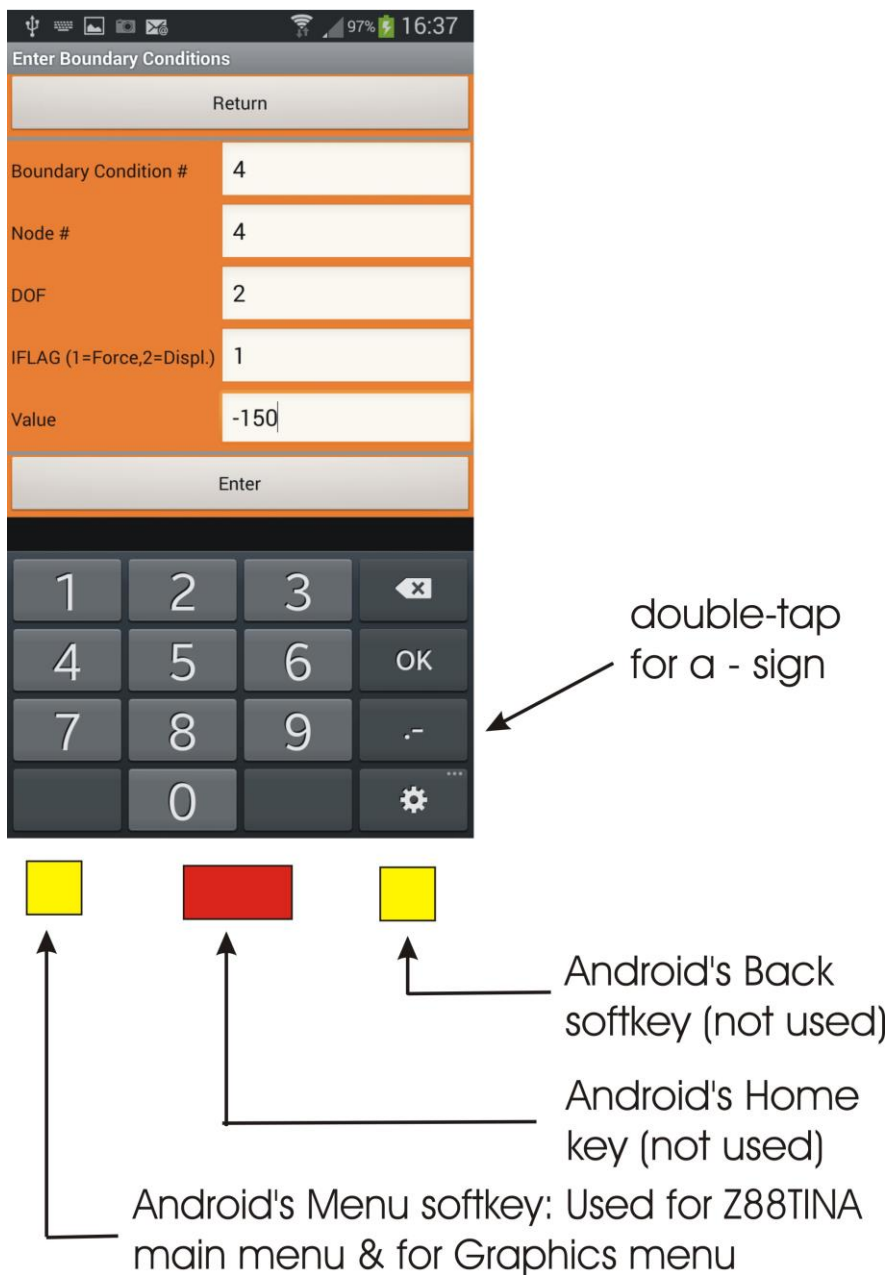 97% 16:37
Enter Boundary Conditions
Return
Boundary Condition # 4
Node # 4
DOF 2
IFLAG (1=Force,2=Displ.) 1
Value -150
Enter
1 2 3
4 5 6 OK
7 8 9 .-
0
double-tap
for a - sign
Android's Back
softkey (not used)
Android's Home
key (not used)
Android's Menu softkey: Used for Z88TINA
main menu & for Graphics menu